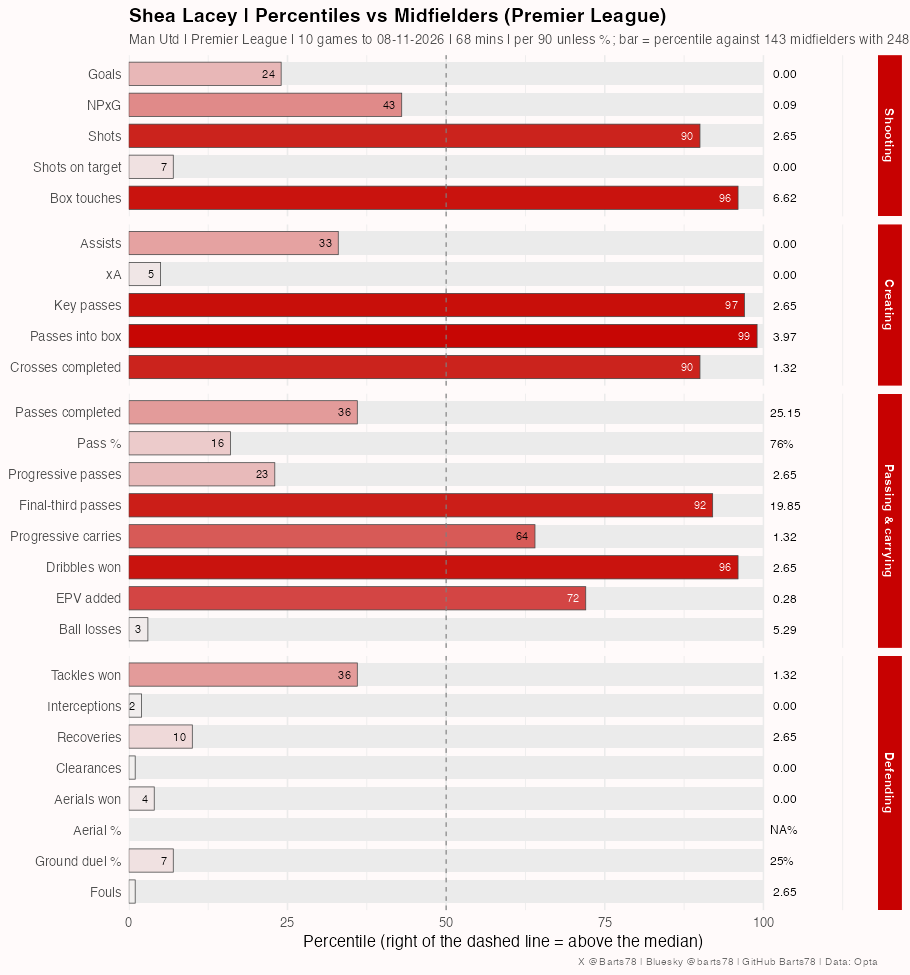 Shea Lacey | Percentiles vs Midfielders (Premier League)
Man Utd | Premier League | 10 games to 08-11-2026 | 68 mins | per 90 unless %; bar = percentile against 143 midfielders with 248
Goals 24 0.00
NPxG 43 0.09
Shots 90 2.65
Shots on target 7 0.00
Box touches 96 6.62
Shooting
Assists 33 0.00
xA 5 0.00
Key passes 97 2.65
Passes into box 99 3.97
Crosses completed 90 1.32
Creating
Passes completed 36 25.15
Pass % 16 76%
Progressive passes 23 2.65
Final-third passes 92 19.85
Progressive carries 64 1.32
Dribbles won 96 2.65
EPV added 72 0.28
Ball losses 3 5.29
Passing & carrying
Tackles won 36 1.32
Interceptions 2 0.00
Recoveries 10 2.65
Clearances 0.00
Aerials won 4 0.00
Aerial % NA%
Ground duel % 7 25%
Fouls 2.65
Defending
0 25 50 75 100
Percentile (right of the dashed line = above the median)
X @Barts78 | Bluesky @barts78 | GitHub Barts78 | Data: Opta